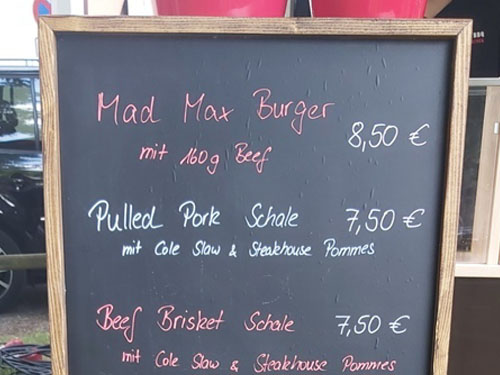 Mad Max Burger
mit 160g Beef 8,50 €
Pulled Pork Schale 7,50 €
mit Cole Slaw & Steakhouse Pommes
Beef Brisket Schale 7,50 €
mit Cole Slaw & Steakhouse Pommes